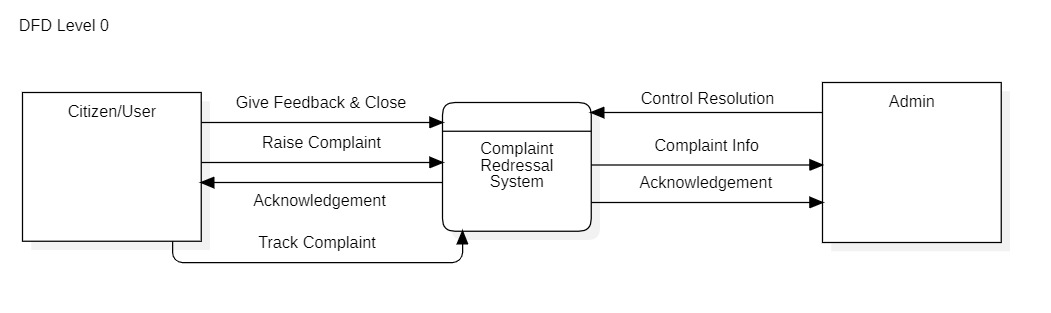 DFD Level 0
Citizen/User
Give Feedback & Close
Raise Complaint
Acknowledgement
Track Complaint
Complaint
Redressal
System
Control Resolution
Complaint Info
Acknowledgement
Admin